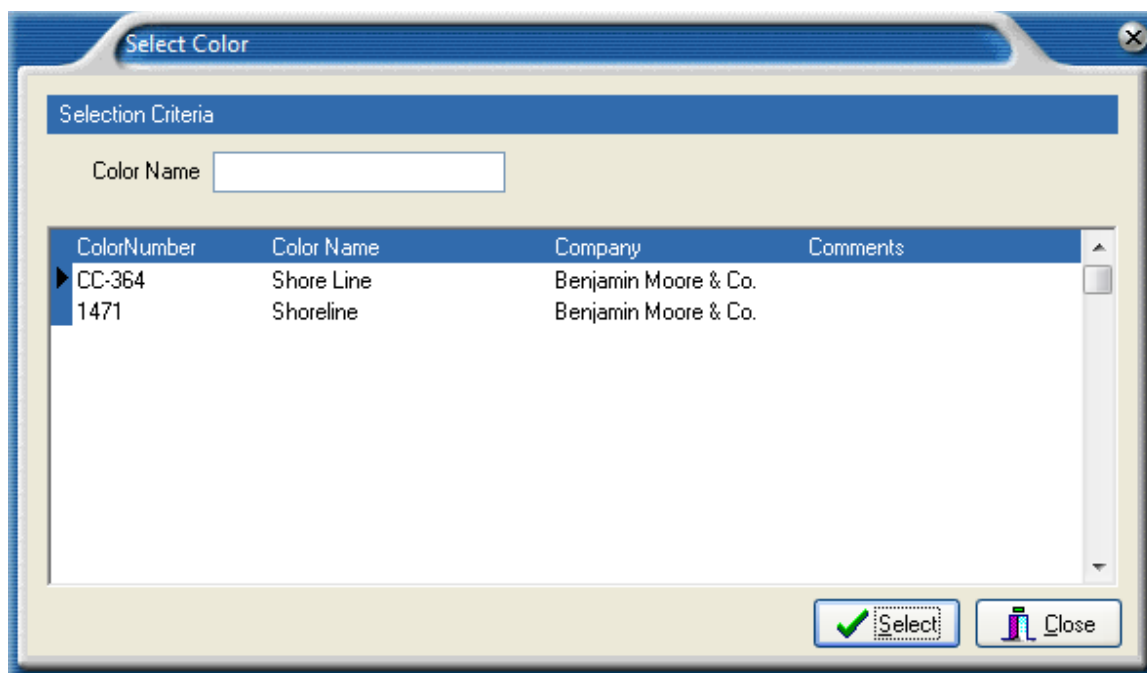 Select Color
Selection Criteria
Color Name
ColorNumber Color Name Company Comments
CC-364 Shore Line Benjamin Moore & Co.
1471 Shoreline Benjamin Moore & Co.
Select Close